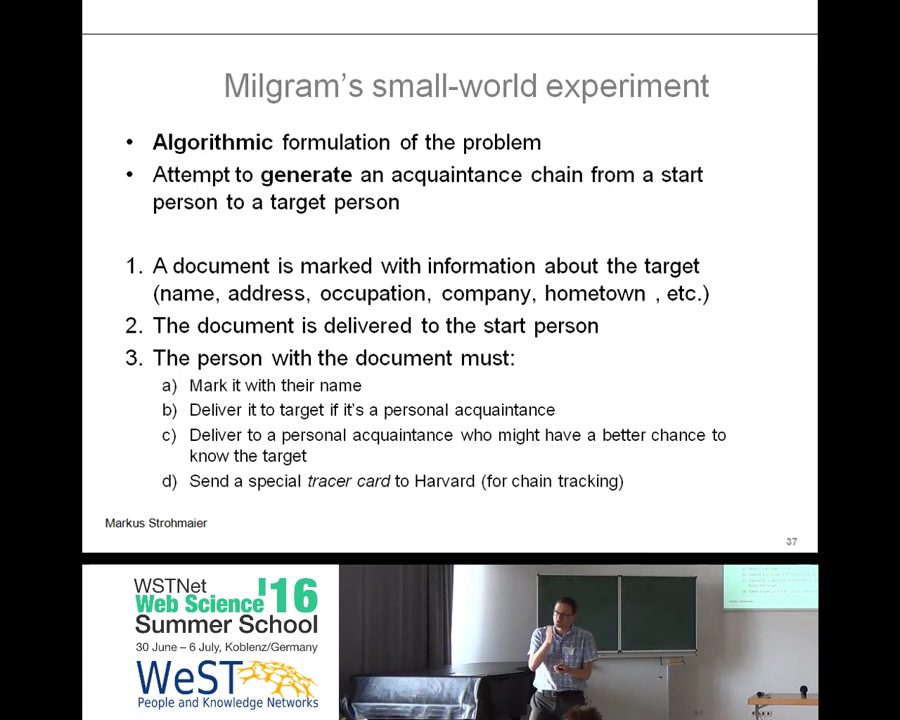 Milgram's small-world experiment
• Algorithmic formulation of the problem
• Attempt to generate an acquaintance chain from a start
person to a target person
1. A document is marked with information about the target
(name, address, occupation, company, hometown , etc.)
2. The document is delivered to the start person
3. The person with the document must:
a) Mark it with their name
b) Deliver it to target if it's a personal acquaintance
c) Deliver to a personal acquaintance who might have a better chance to
know the target
d) Send a special tracer card to Harvard (for chain tracking)
Markus Strohmaier
37
WSTNet
Web Science '16
Summer School
30 June – 6 July, Koblenz/Germany
WeST
People and Knowledge Networks